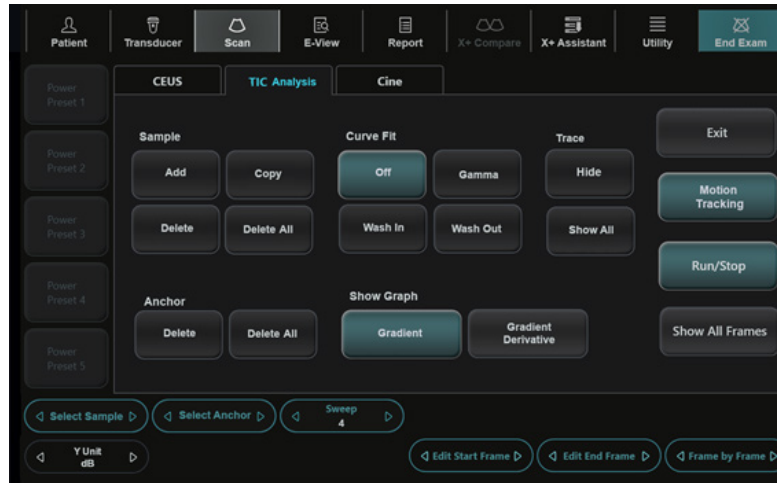 Patient Transducer Scan E-View Report X+ Compare X+ Assistant Utility End Exam
CEUS TIC Analysis Cine
Power
Preset 1
Power
Preset 2
Power
Preset 3
Power
Preset 4
Power
Preset 5
Sample
Add Copy
Delete Delete All
Curve Fit
Off Gamma
Wash In Wash Out
Trace
Hide
Show All
Anchor
Delete Delete All
Show Graph
Gradient
Gradient
Derivative
Exit
Motion
Tracking
Run/Stop
Show All Frames
Select Sample Select Anchor
Sweep
4
Y Unit
dB
Edit Start Frame Edit End Frame Frame by Frame